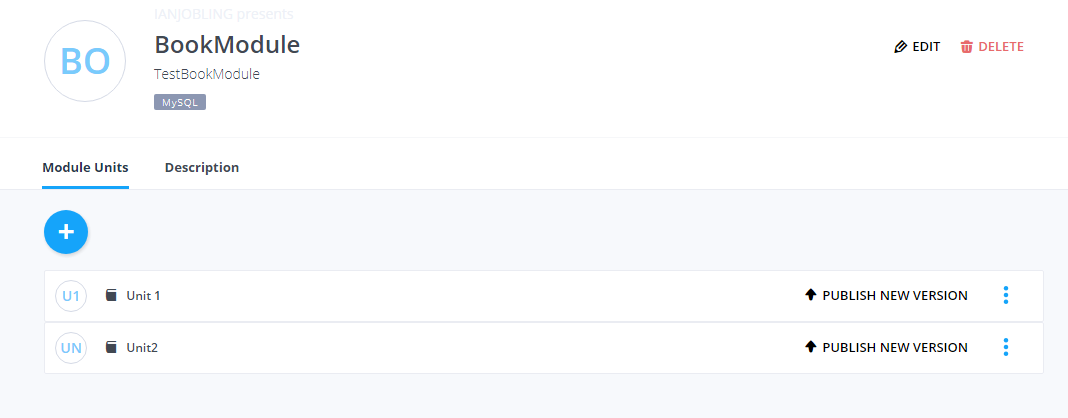 IANJOBLING presents
BO
BookModule
TestBookModule
MySQL
EDIT
DELETE
Module Units
Description
U1
Unit 1
PUBLISH NEW VERSION
UN
Unit2
PUBLISH NEW VERSION